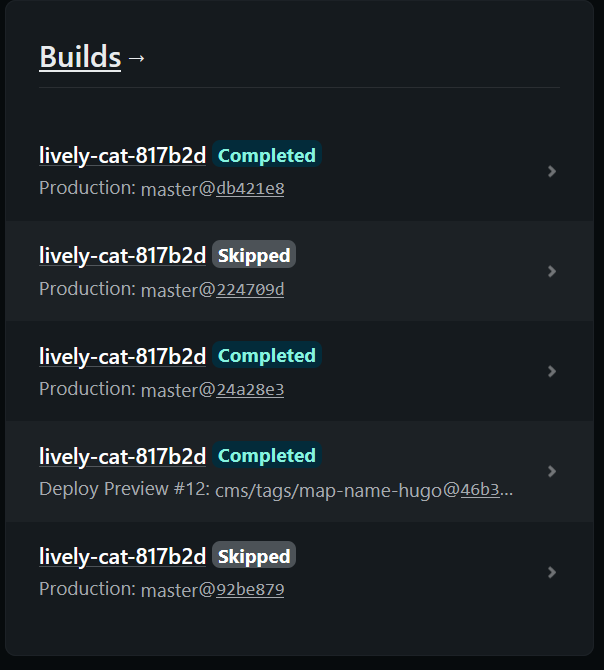 Builds →
lively-cat-817b2d Completed
Production: master@db421e8
lively-cat-817b2d Skipped
Production: master@224709d
lively-cat-817b2d Completed
Production: master@24a28e3
lively-cat-817b2d Completed
Deploy Preview #12: cms/tags/map-name-hugo@46b3...
lively-cat-817b2d Skipped
Production: master@92be879